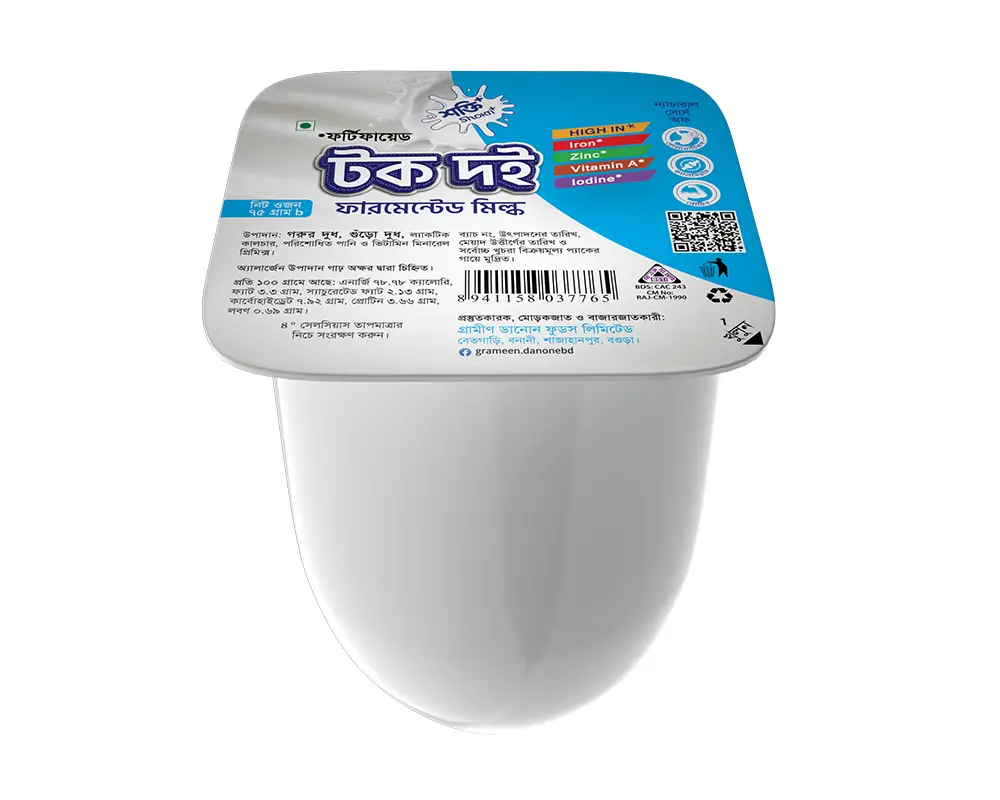 শক্তি+
Shokti+
*ফর্টিফায়েড
টক দই
ফারমেন্টেড মিল্ক
নিট ওজন
৭৫ গ্রাম b
HIGH IN*
Iron*
Zinc*
Vitamin A*
Iodine*
ন্যাচারাল
সোর্স
অফ
উপাদান: গরুর দুধ, গুঁড়ো দুধ, ল্যাকটিক
কালচার, পরিশোধিত পানি ও ভিটামিন মিনারেল
প্রিমিক্স।
অ্যালার্জেন উপাদান গাঢ় অক্ষর দ্বারা চিহ্নিত।
প্রতি ১০০ গ্রামে আছে: এনার্জি ৭৮.৭৮ ক্যালোরি,
ফ্যাট ৩.৩ গ্রাম, স্যাচুরেটেড ফ্যাট ২.১৩ গ্রাম,
কার্বোহাইড্রেট ৭.৯২ গ্রাম, প্রোটিন ৩.৬৬ গ্রাম,
লবণ ০.৬৯ গ্রাম।
৪° সেলসিয়াস তাপমাত্রার
নিচে সংরক্ষণ করুন।
ব্যাচ নং, উৎপাদনের তারিখ,
মেয়াদ উত্তীর্ণের তারিখ ও
সর্বোচ্চ খুচরা বিক্রয়মূল্য প্যাকের
গায়ে মুদ্রিত।
8 941158 037765
প্রস্তুতকারক, মোড়কজাত ও বাজারজাতকারী:
গ্রামীণ ডানোন ফুডস লিমিটেড
বেতগাড়ি, বনানী, শাজাহানপুর, বগুড়া।
grameen.danonebd
BDS: CAC 243
CM No:
RAJ-CM-1990
1
খুলুন